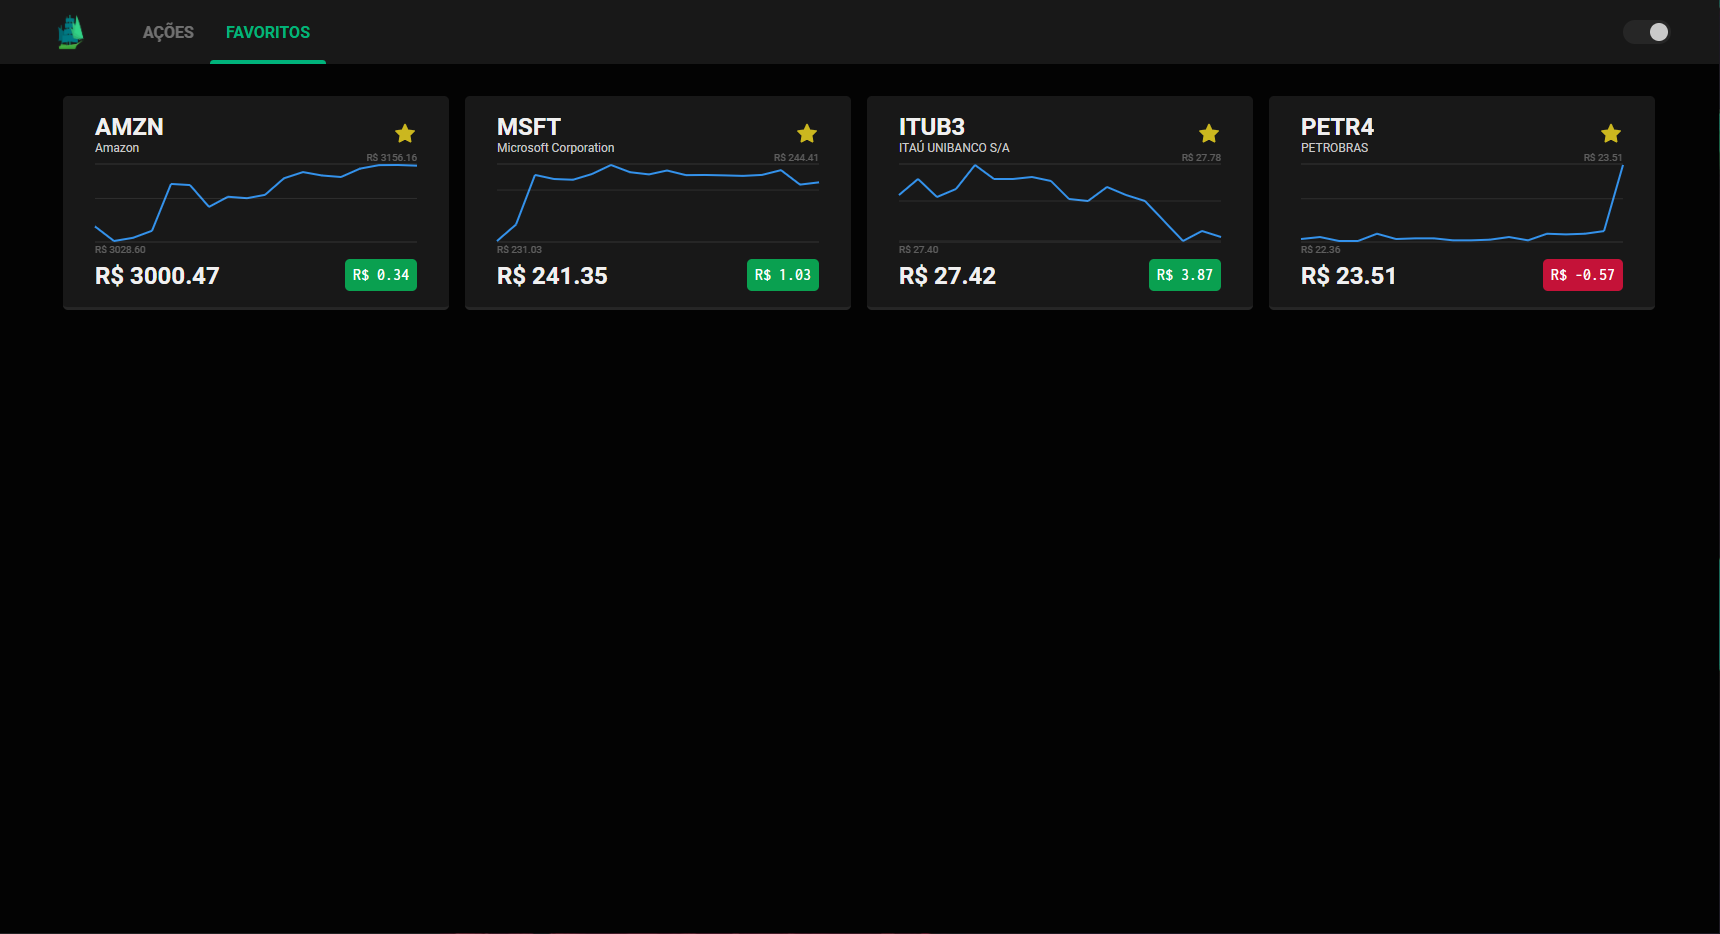 AÇÕES
FAVORITOS
AMZN
Amazon
R$ 3156.16
R$ 3028.60
R$ 3000.47
R$ 0.34
MSFT
Microsoft Corporation
R$ 244.41
R$ 231.03
R$ 241.35
R$ 1.03
ITUB3
ITAÚ UNIBANCO S/A
R$ 27.78
R$ 27.40
R$ 27.42
R$ 3.87
PETR4
PETROBRAS
R$ 23.51
R$ 22.36
R$ 23.51
R$ -0.57